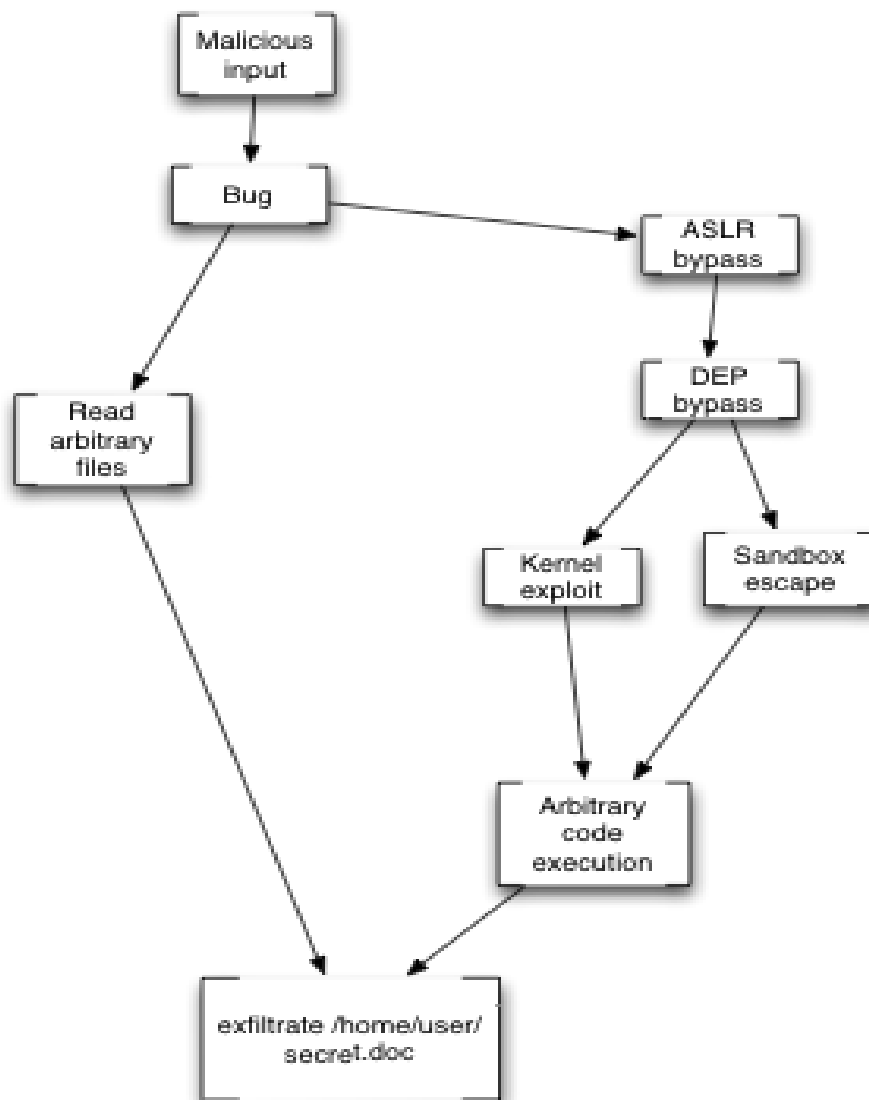 Malicious
input
Bug
ASLR
bypass
DEP
bypass
Read
arbitrary
files
Kernel
exploit
Sandbox
escape
Arbitrary
code
execution
exfiltrate /home/user/
secret.doc